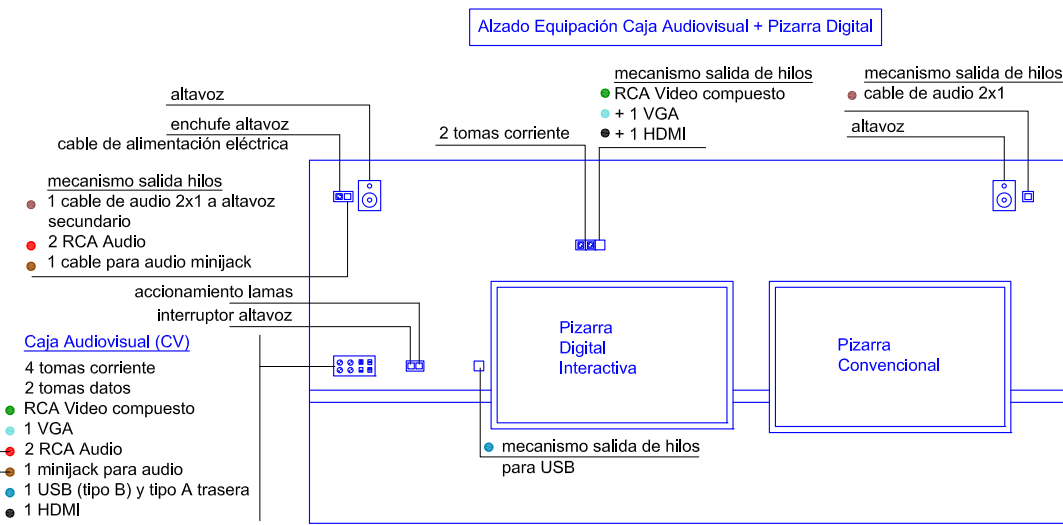 Alzado Equipación Caja Audiovisual + Pizarra Digital
altavoz
enchufe altavoz
cable de alimentación eléctrica
mecanismo salida hilos
1 cable de audio 2x1 a altavoz
secundario
2 RCA Audio
1 cable para audio minijack
accionamiento lamas
interruptor altavoz
Caja Audiovisual (CV)
4 tomas corriente
2 tomas datos
RCA Video compuesto
1 VGA
2 RCA Audio
1 minijack para audio
1 USB (tipo B) y tipo A trasera
1 HDMI
2 tomas corriente
mecanismo salida de hilos
RCA Video compuesto
+ 1 VGA
+ 1 HDMI
mecanismo salida de hilos
cable de audio 2x1
altavoz
Pizarra
Digital
Interactiva
Pizarra
Convencional
mecanismo salida de hilos
para USB